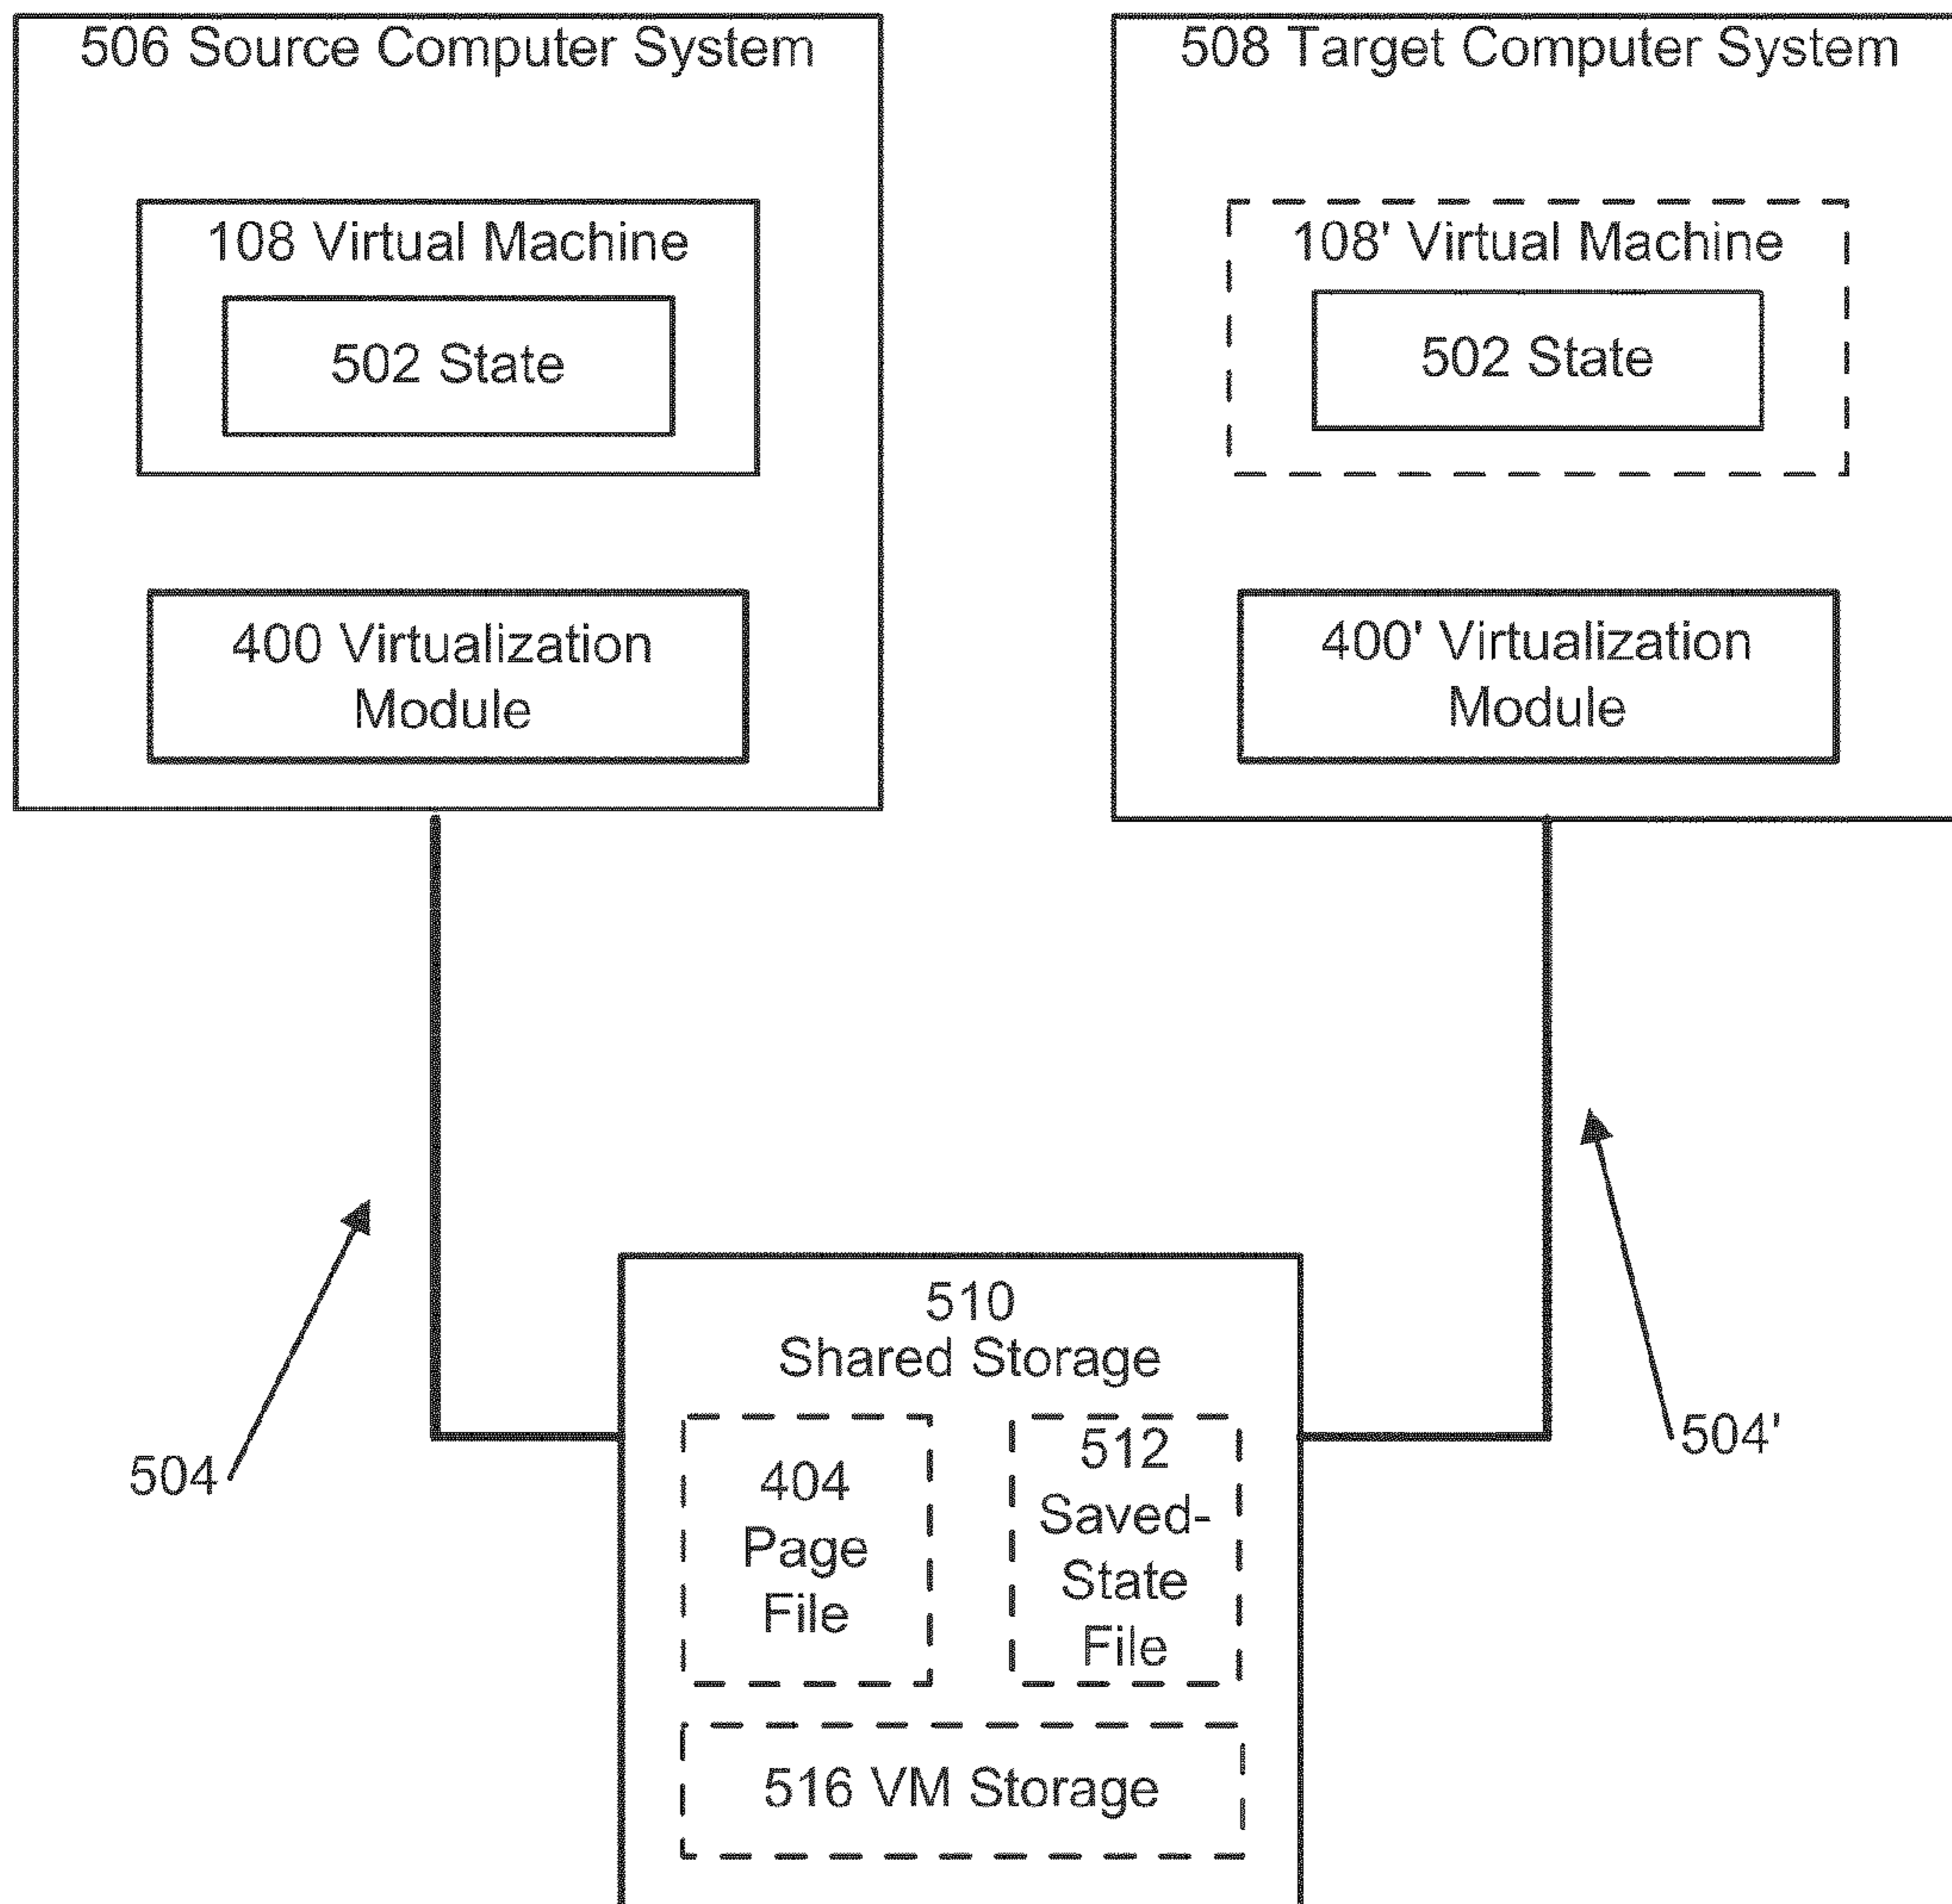 506 Source Computer System
108 Virtual Machine
502 State
400 Virtualization
Module
508 Target Computer System
108' Virtual Machine
502 State
400' Virtualization
Module
504
504'
510
Shared Storage
404
Page
File
512
Saved-
State
File
516 VM Storage